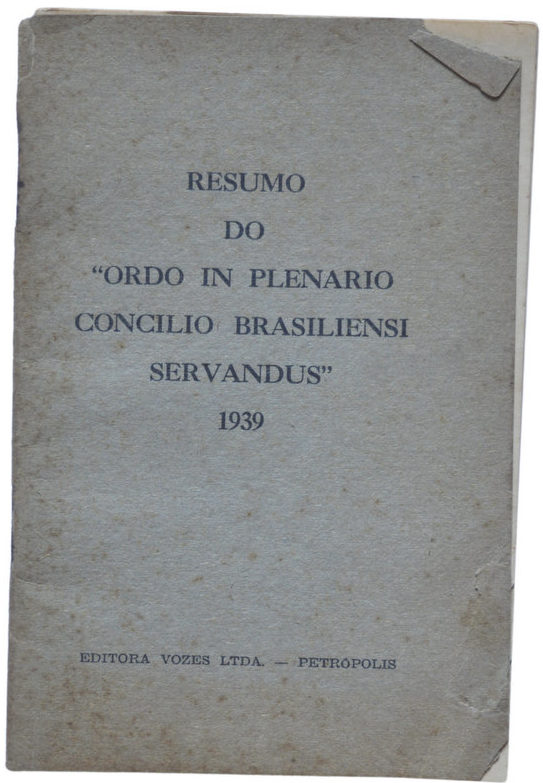 RESUMO
DO
“ORDO IN PLENARIO
CONCILIO BRASILIENSI
SERVANDUS”
1939
EDITORA VOZES LTDA. — PETRÓPOLIS